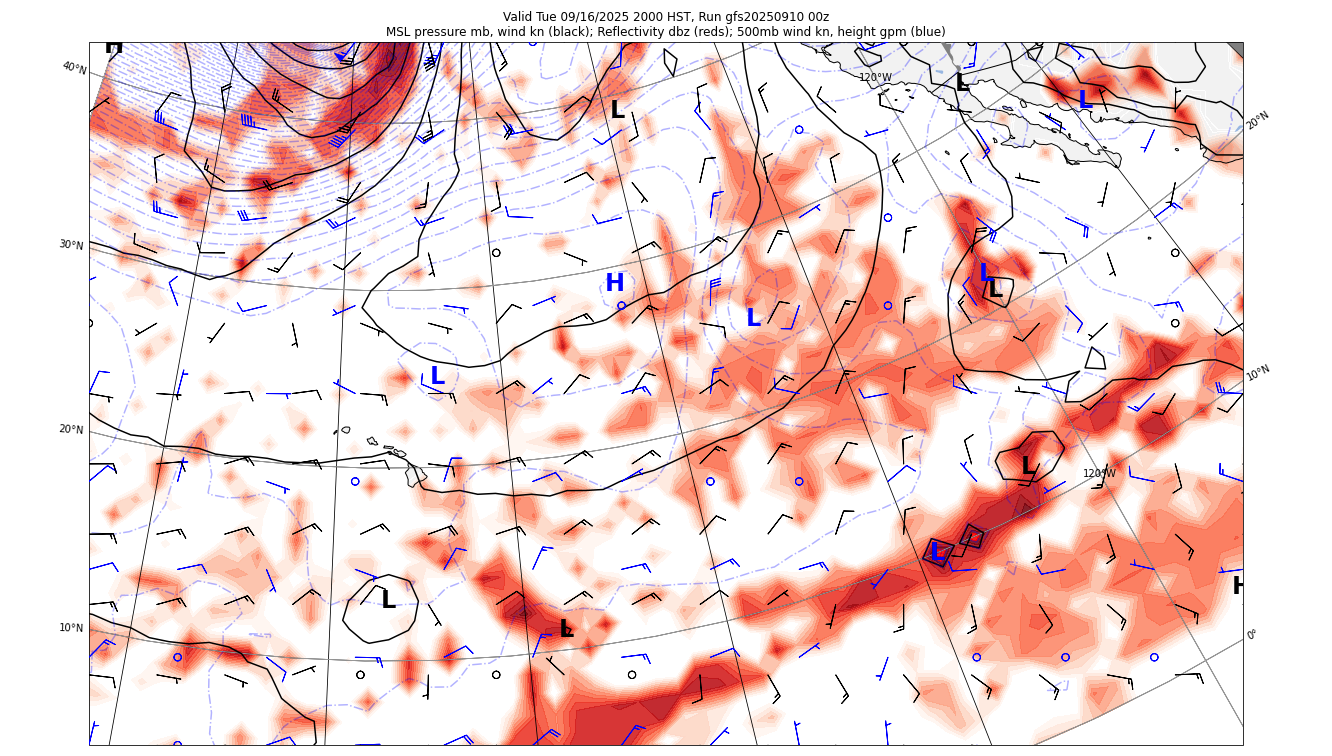 Valid Tue 09/16/2025 2000 HST, Run gfs20250910 00z
MSL pressure mb, wind kn (black); Reflectivity dbz (reds); 500mb wind kn, height gpm (blue)
H
40°N
120°W
L
L
L
20°N
30°N
L
H
L
L
L
10°N
20°N
L
120°W
L
L
H
10°N
L
0°